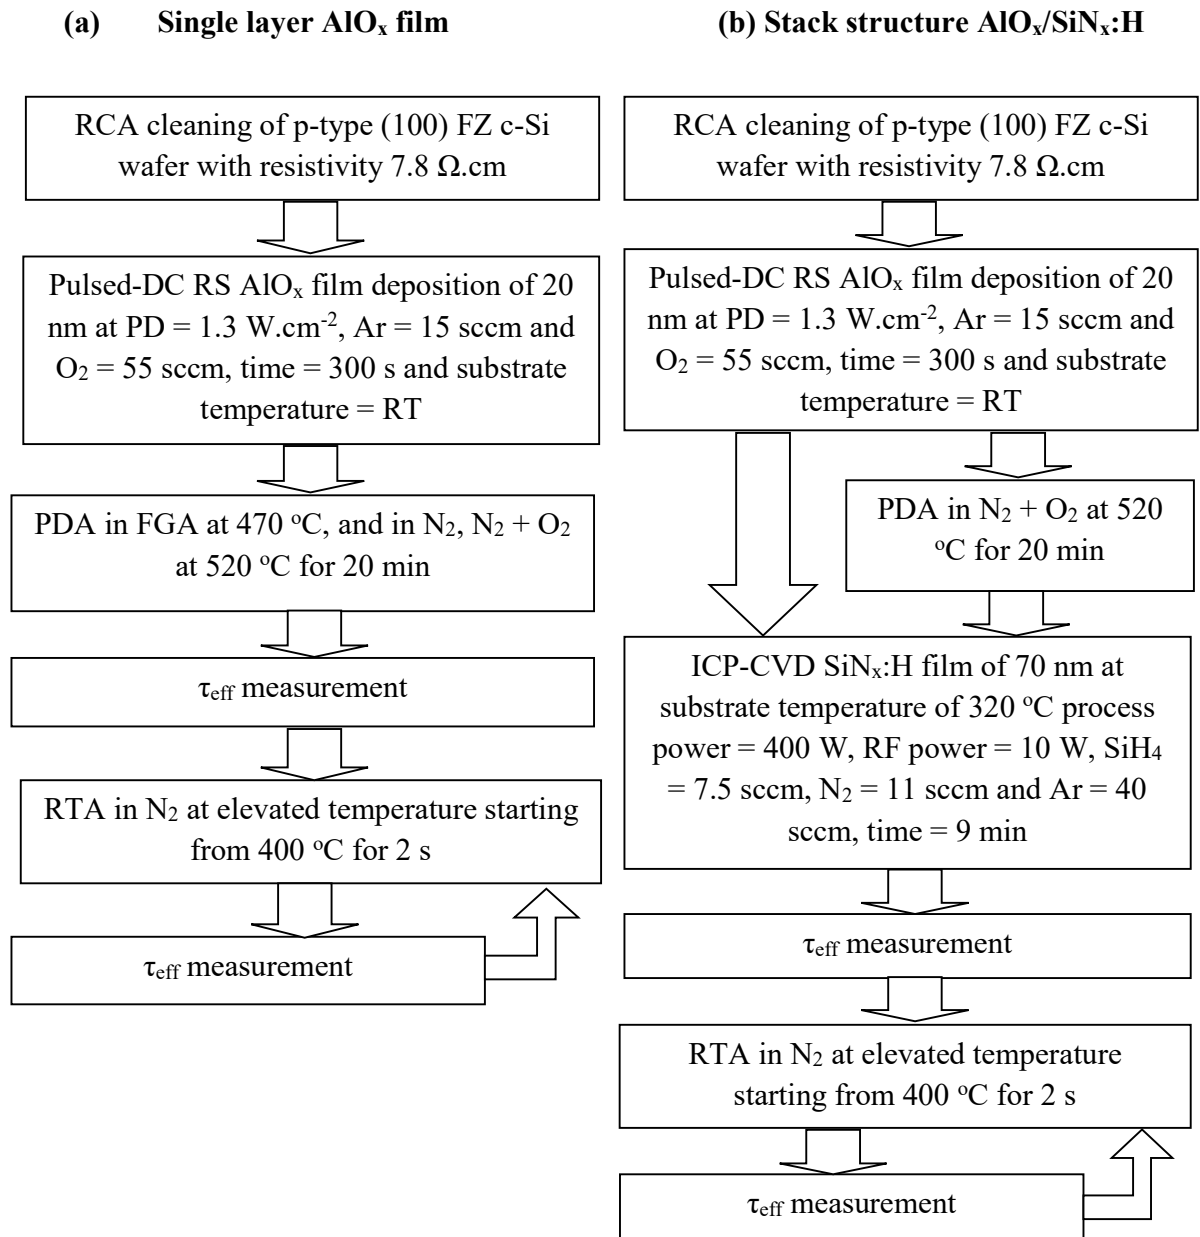 (a) Single layer AlOₓ film
RCA cleaning of p-type (100) FZ c-Si
wafer with resistivity 7.8 Ω.cm
Pulsed-DC RS AlOₓ film deposition of 20
nm at PD = 1.3 W.cm⁻², Ar = 15 sccm and
O₂ = 55 sccm, time = 300 s and substrate
temperature = RT
PDA in FGA at 470 ᵒC, and in N₂, N₂ + O₂
at 520 ᵒC for 20 min
τₑff measurement
RTA in N₂ at elevated temperature starting
from 400 ᵒC for 2 s
τₑff measurement
(b) Stack structure AlOₓ/SiNₓ:H
RCA cleaning of p-type (100) FZ c-Si
wafer with resistivity 7.8 Ω.cm
Pulsed-DC RS AlOₓ film deposition of 20
nm at PD = 1.3 W.cm⁻², Ar = 15 sccm and
O₂ = 55 sccm, time = 300 s and substrate
temperature = RT
PDA in N₂ + O₂ at 520
ᵒC for 20 min
ICP-CVD SiNₓ:H film of 70 nm at
substrate temperature of 320 ᵒC process
power = 400 W, RF power = 10 W, SiH₄
= 7.5 sccm, N₂ = 11 sccm and Ar = 40
sccm, time = 9 min
τₑff measurement
RTA in N₂ at elevated temperature
starting from 400 ᵒC for 2 s
τₑff measurement